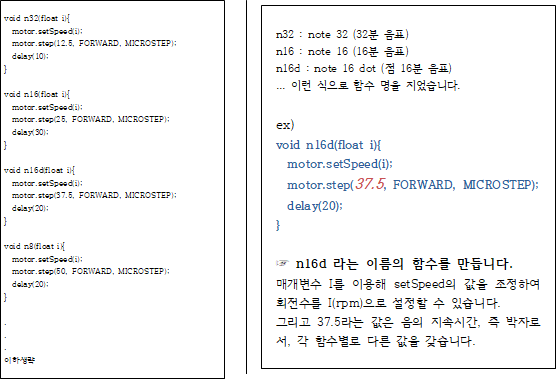 void n32(float i){
motor.setSpeed(i);
motor.step(12.5, FORWARD, MICROSTEP);
delay(10);
}
void n16(float i){
motor.setSpeed(i);
motor.step(25, FORWARD, MICROSTEP);
delay(30);
}
void n16d(float i){
motor.setSpeed(i);
motor.step(37.5, FORWARD, MICROSTEP);
delay(20);
}
void n8(float i){
motor.setSpeed(i);
motor.step(50, FORWARD, MICROSTEP);
delay(20);
}
.
.
.
이하생략
n32 : note 32 (32분 음표)
n16 : note 16 (16분 음표)
n16d : note 16 dot (점 16분 음표)
... 이런 식으로 함수 명을 지었습니다.
ex)
void n16d(float i){
motor.setSpeed(i);
motor.step(37.5, FORWARD, MICROSTEP);
delay(20);
}
☞ n16d 라는 이름의 함수를 만듭니다.
매개변수 I를 이용해 setSpeed의 값을 조정하여
회전수를 I(rpm)으로 설정할 수 있습니다.
그리고 37.5라는 값은 음의 지속시간, 즉 박자로
서, 각 함수별로 다른 값을 갖습니다.